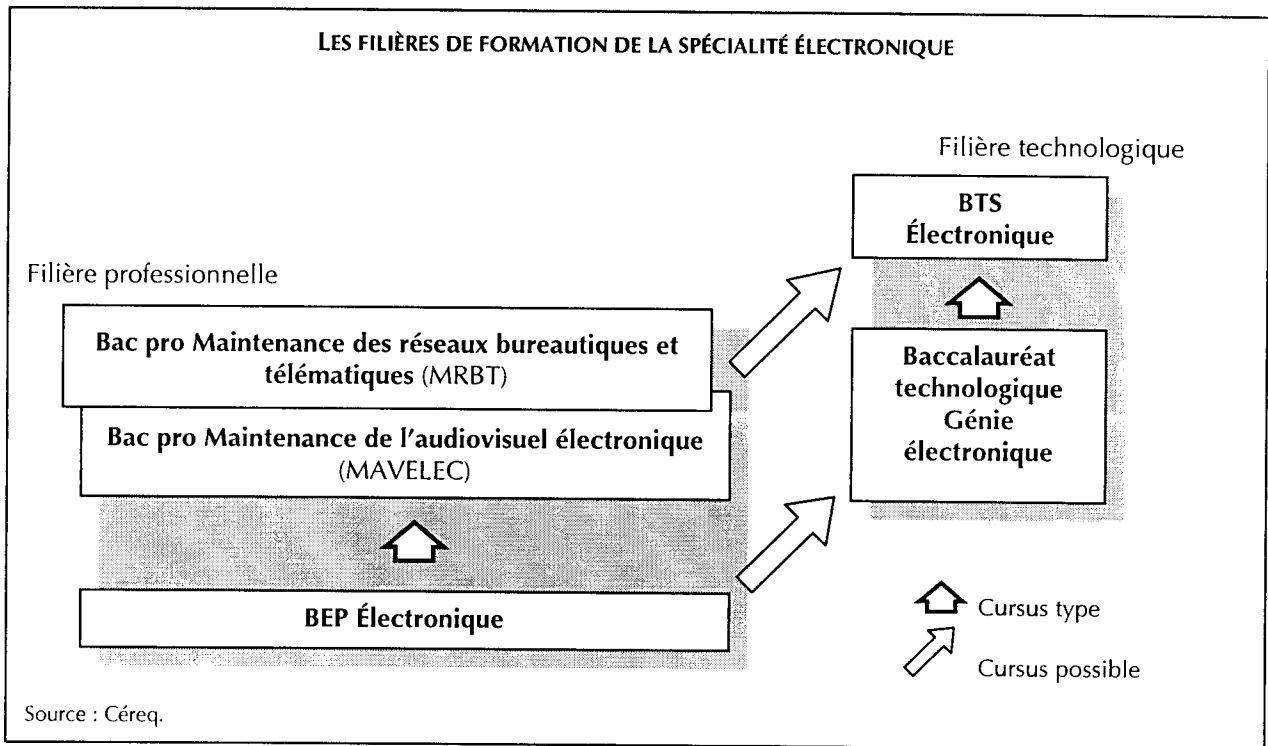 LES FILIÈRES DE FORMATION DE LA SPÉCIALITÉ ÉLECTRONIQUE
Filière technologique
BTS
Électronique
Filière professionnelle
Bac pro Maintenance des réseaux bureautiques et
télématiques (MRBT)
Baccalauréat
technologique
Génie
électronique
Bac pro Maintenance de l'audiovisuel électronique
(MAVELEC)
BEP Électronique
Cursus type
Cursus possible
Source : Céreq.